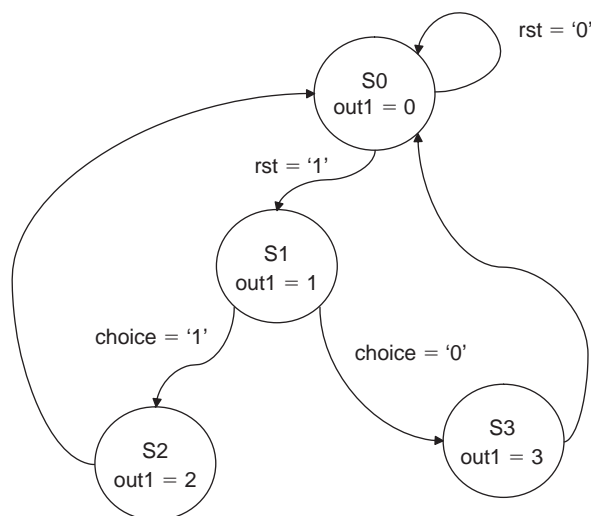 rst = ‘0’
S0
out1 = 0
rst = ‘1’
S1
out1 = 1
choice = ‘1’
choice = ‘0’
S3
out1 = 3
S2
out1 = 2